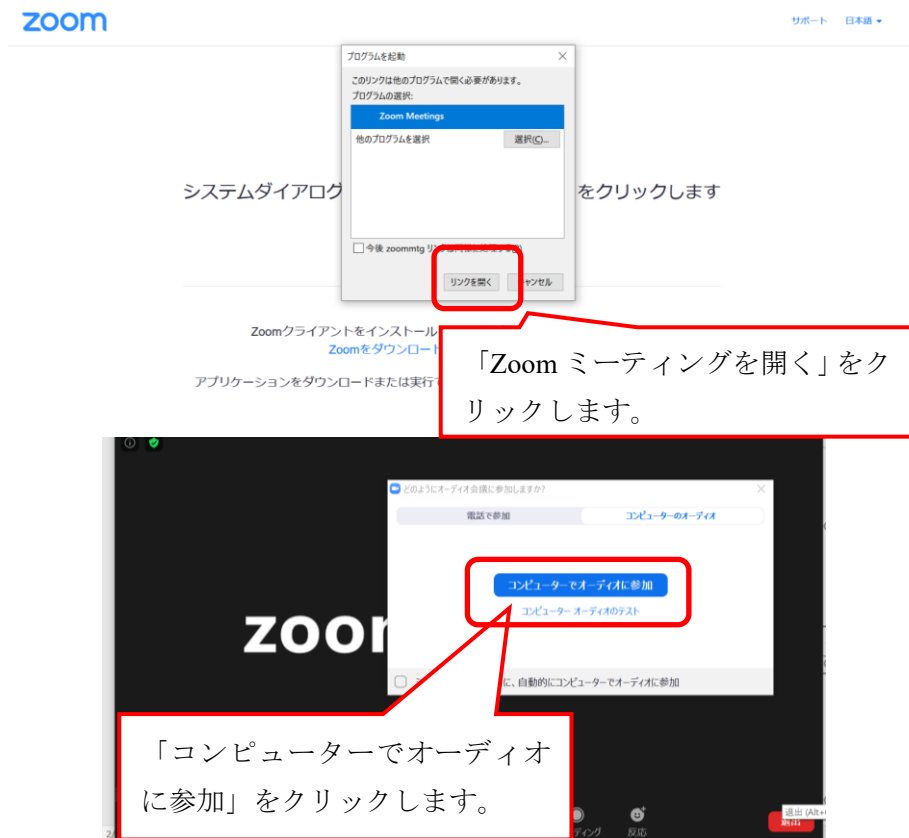 zoom
サポート 日本語
プログラムを起動
このリンクは他のプログラムで開く必要があります。
プログラムの選択:
Zoom Meetings
他のプログラムを選択 選択(C)...
システムダイアログ をクリックします
今後 zoommtg
リンクを開く キャンセル
Zoomクライアントをインストール
Zoomをダウンロード
アプリケーションをダウンロードまたは実行
「Zoom ミーティングを開く」をク
リックします。
どのようにオーディオ会議に参加しますか?
電話で参加 コンピューターのオーディオ
コンピューターでオーディオに参加
コンピューター オーディオのテスト
zoo
に、自動的にコンピューターでオーディオに参加
「コンピューターでオーディオ
に参加」をクリックします。
反応
退出 (Alt+
退出